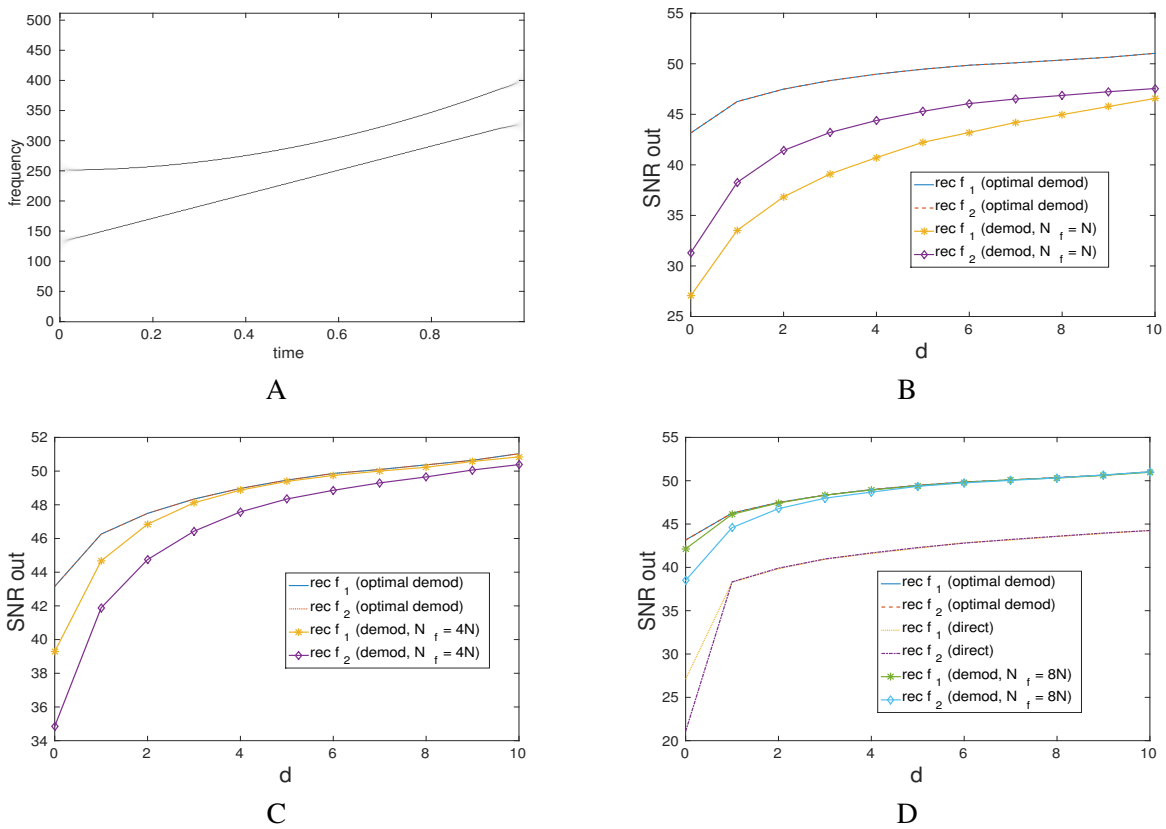 500
450
400
350
300
250
200
150
100
50
0
frequency
0 0.2 0.4 0.6 0.8
time
A
55
50
45
40
35
30
25
SNR out
rec f 1 (optimal demod)
rec f 2 (optimal demod)
rec f 1 (demod, N f = N)
rec f 2 (demod, N f = N)
0 2 4 6 8 10
d
B
52
50
48
46
44
42
40
38
36
34
SNR out
rec f 1 (optimal demod)
rec f 2 (optimal demod)
rec f 1 (demod, N f = 4N)
rec f 2 (demod, N f = 4N)
0 2 4 6 8 10
d
C
55
50
45
40
35
30
25
20
SNR out
rec f 1 (optimal demod)
rec f 2 (optimal demod)
rec f 1 (direct)
rec f 2 (direct)
rec f 1 (demod, N f = 8N)
rec f 2 (demod, N f = 8N)
0 2 4 6 8 10
d
D